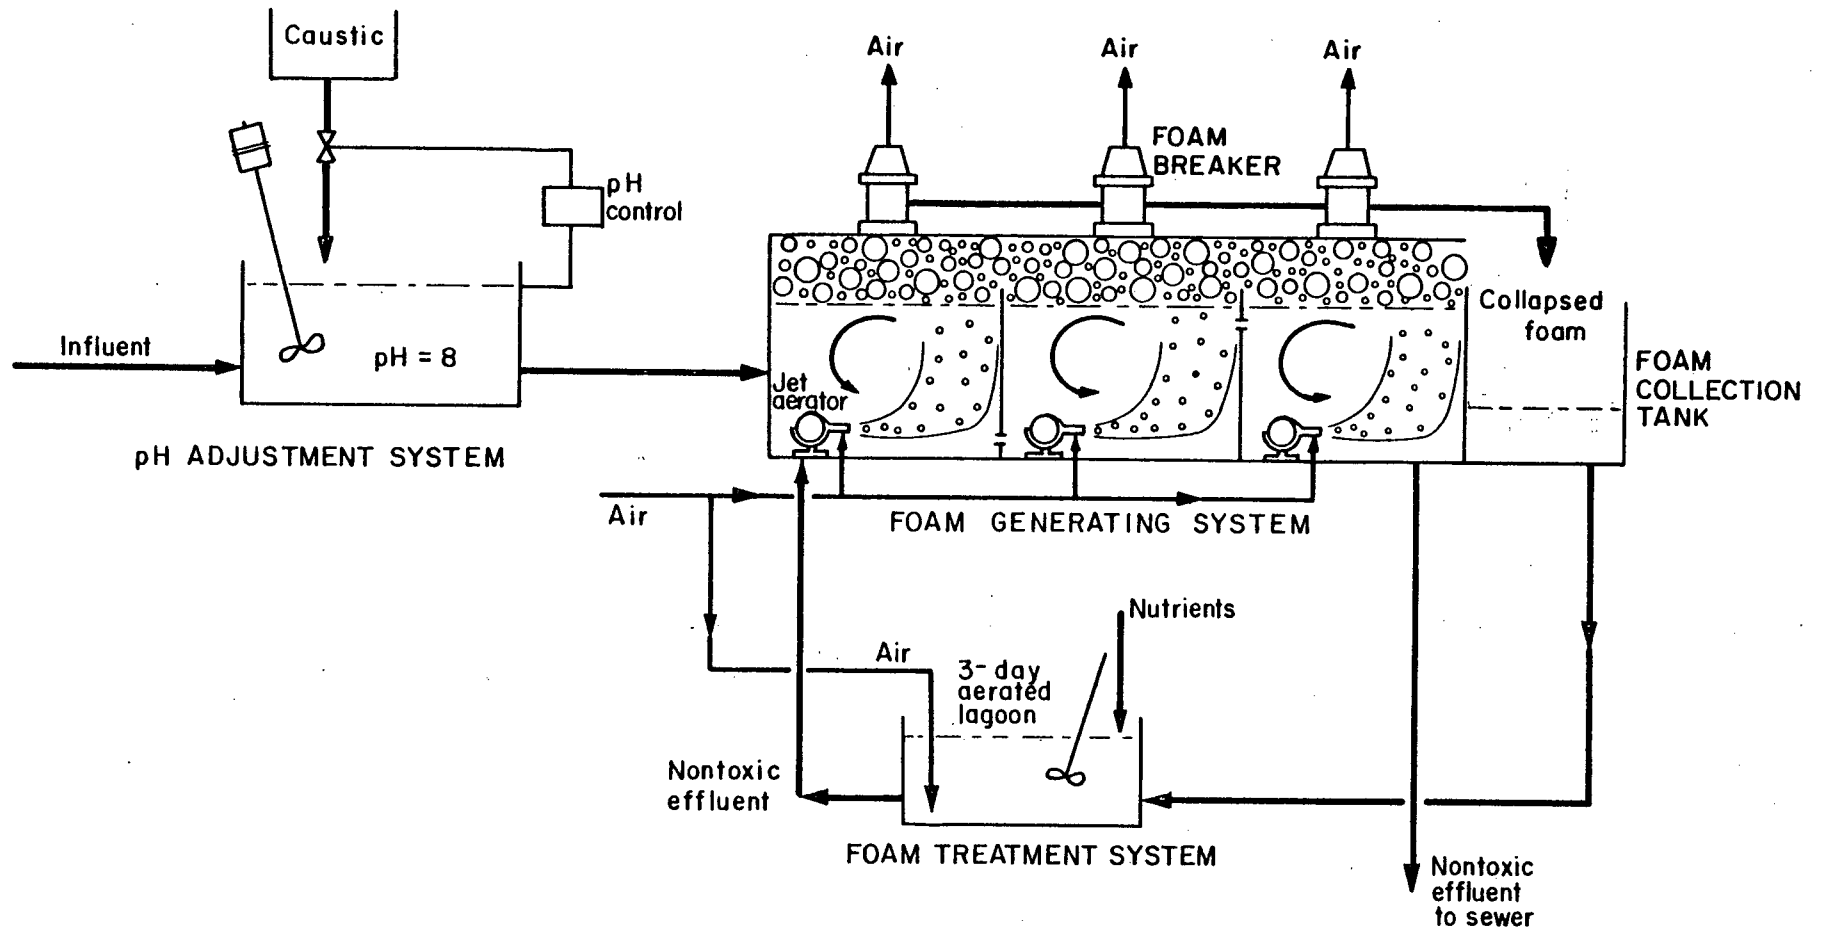 Caustic
pH
control
Influent
pH = 8
pH ADJUSTMENT SYSTEM
Air
Air
Air
FOAM
BREAKER
Collapsed
foam
FOAM
COLLECTION
TANK
Jet
aerator
Air
FOAM GENERATING SYSTEM
Nutrients
Air
3-day
aerated
lagoon
Nontoxic
effluent
FOAM TREATMENT SYSTEM
Nontoxic
effluent
to sewer